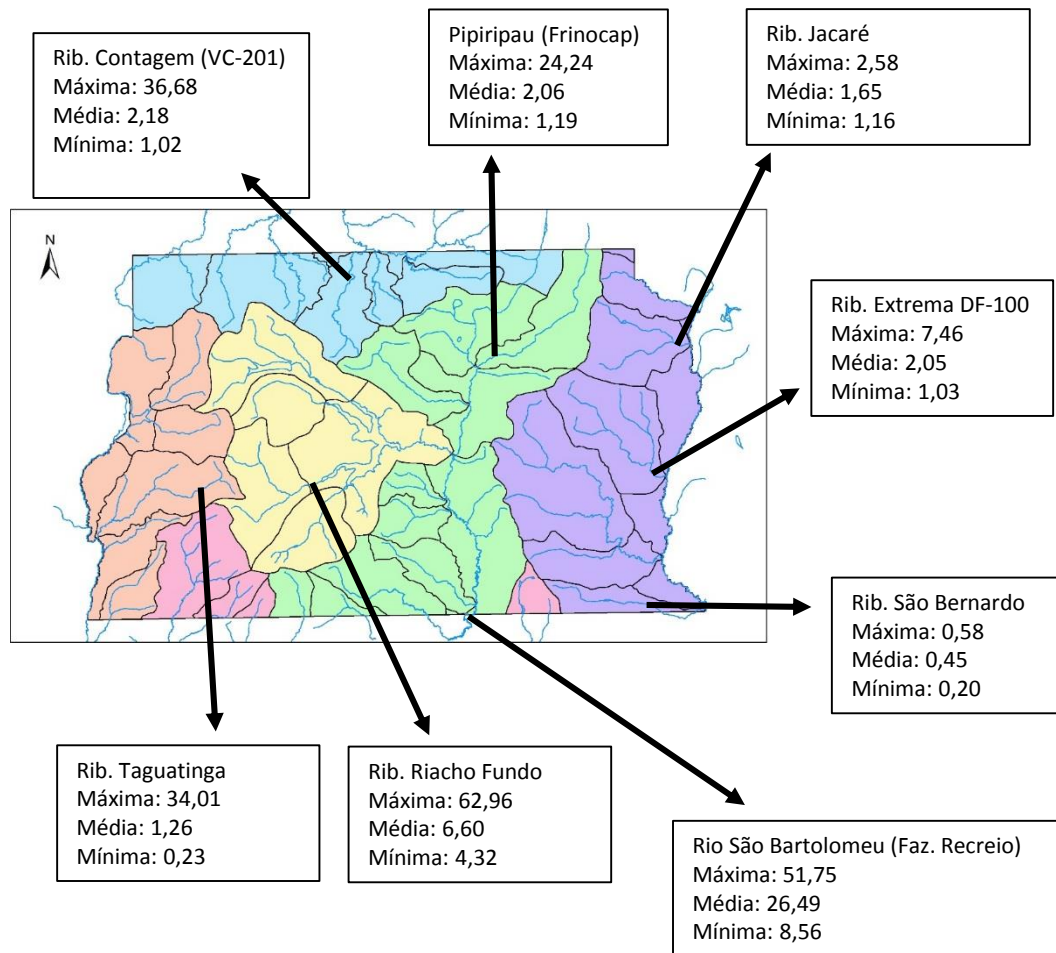 Rib. Contagem (VC-201)
Máxima: 36,68
Média: 2,18
Mínima: 1,02
Pipiripau (Frinocap)
Máxima: 24,24
Média: 2,06
Mínima: 1,19
Rib. Jacaré
Máxima: 2,58
Média: 1,65
Mínima: 1,16
N
Rib. Extrema DF-100
Máxima: 7,46
Média: 2,05
Mínima: 1,03
Rib. São Bernardo
Máxima: 0,58
Média: 0,45
Mínima: 0,20
Rib. Taguatinga
Máxima: 34,01
Média: 1,26
Mínima: 0,23
Rib. Riacho Fundo
Máxima: 62,96
Média: 6,60
Mínima: 4,32
Rio São Bartolomeu (Faz. Recreio)
Máxima: 51,75
Média: 26,49
Mínima: 8,56